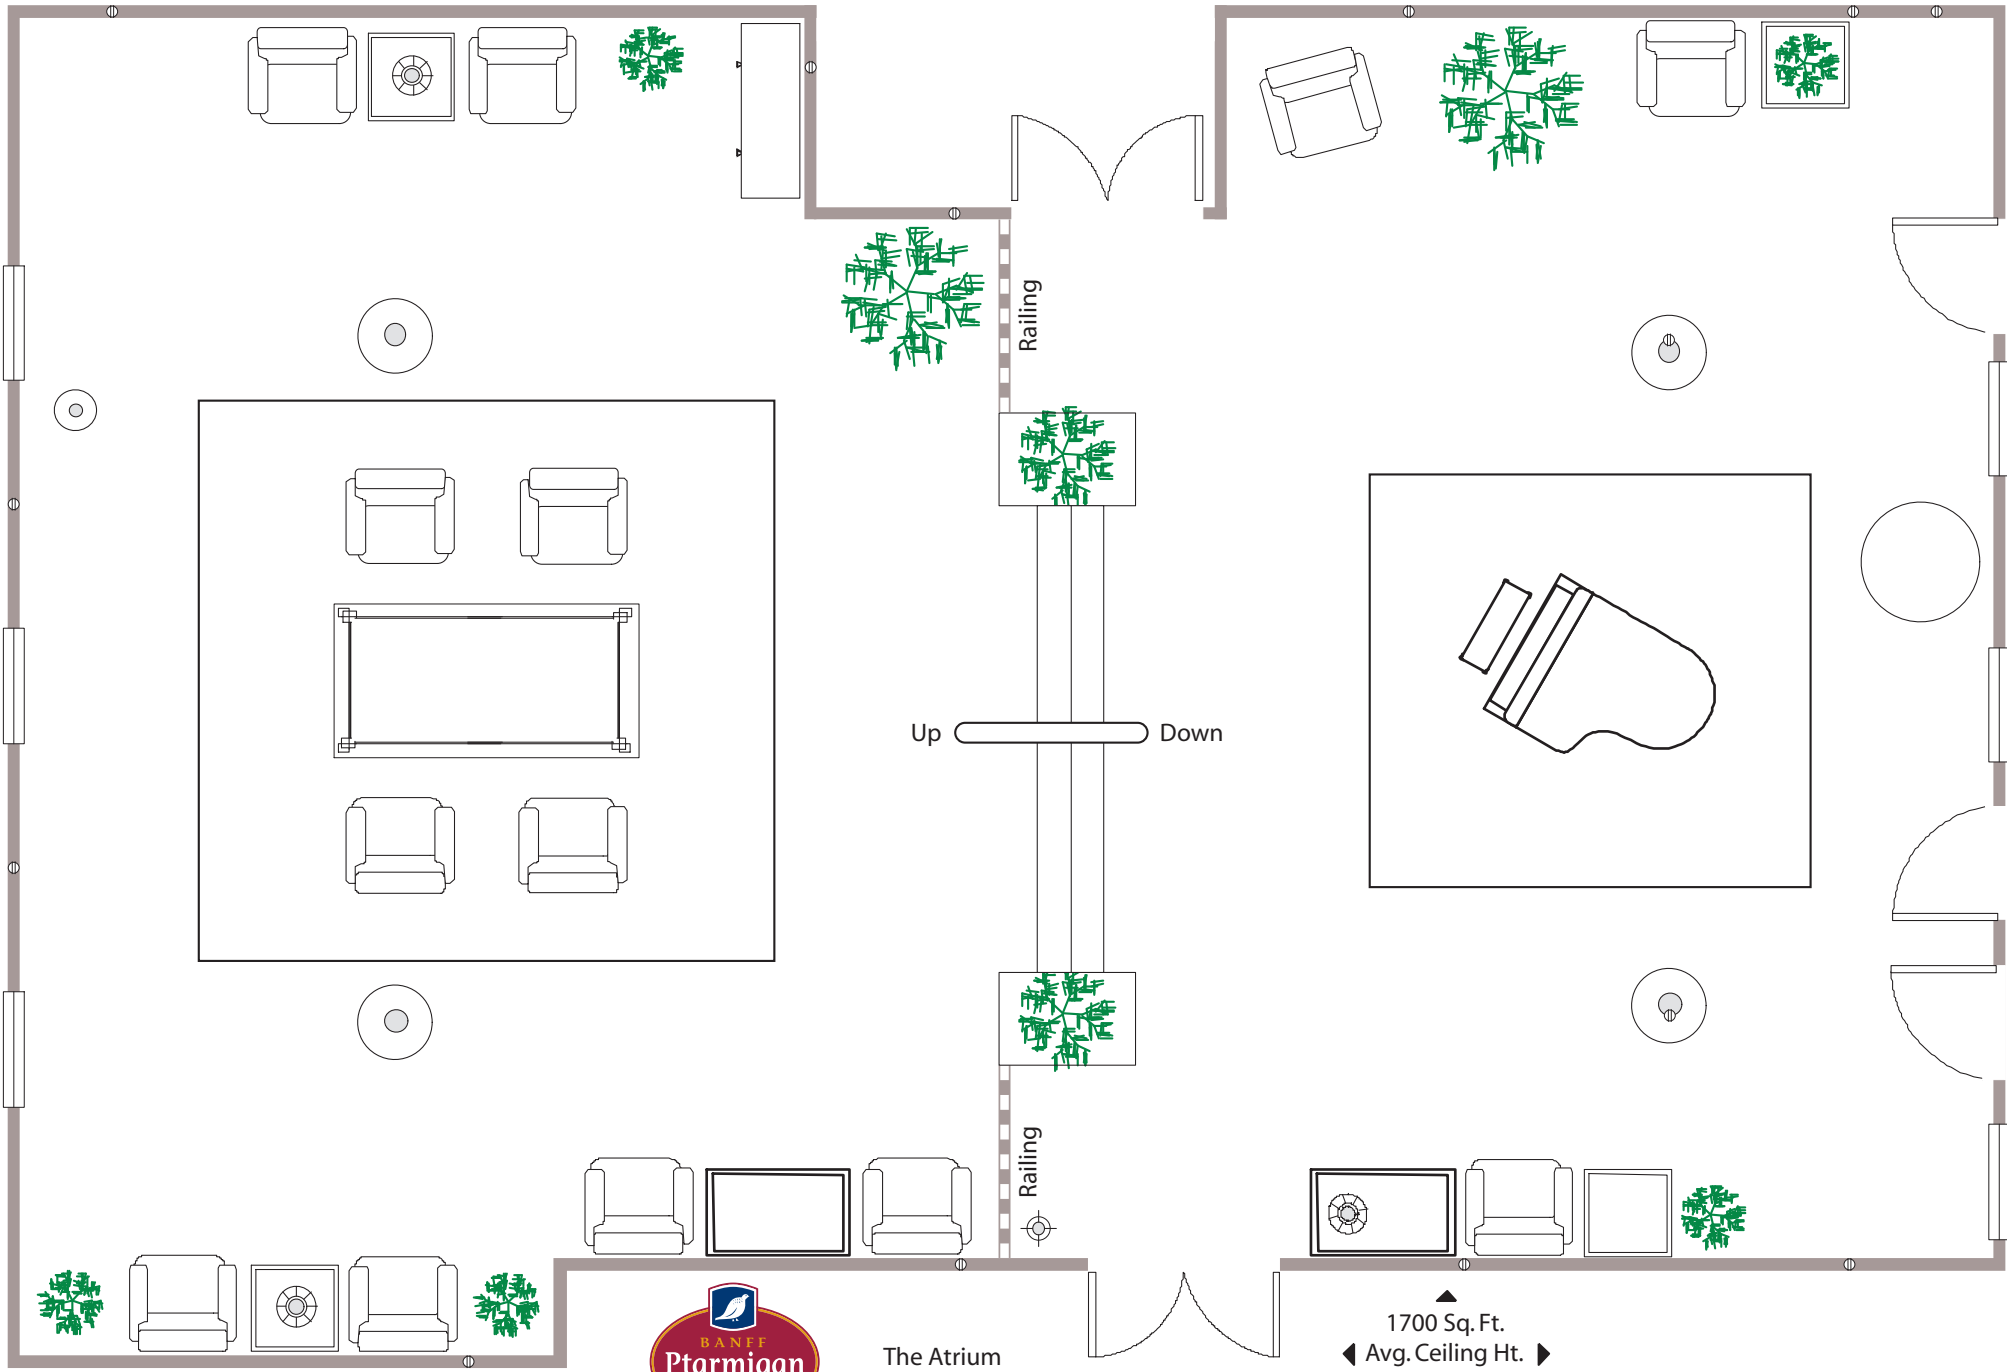 Railing
Up
Down
Railing
BANFF
Ptarmigan
The Atrium
1700 Sq. Ft.
Avg. Ceiling Ht.